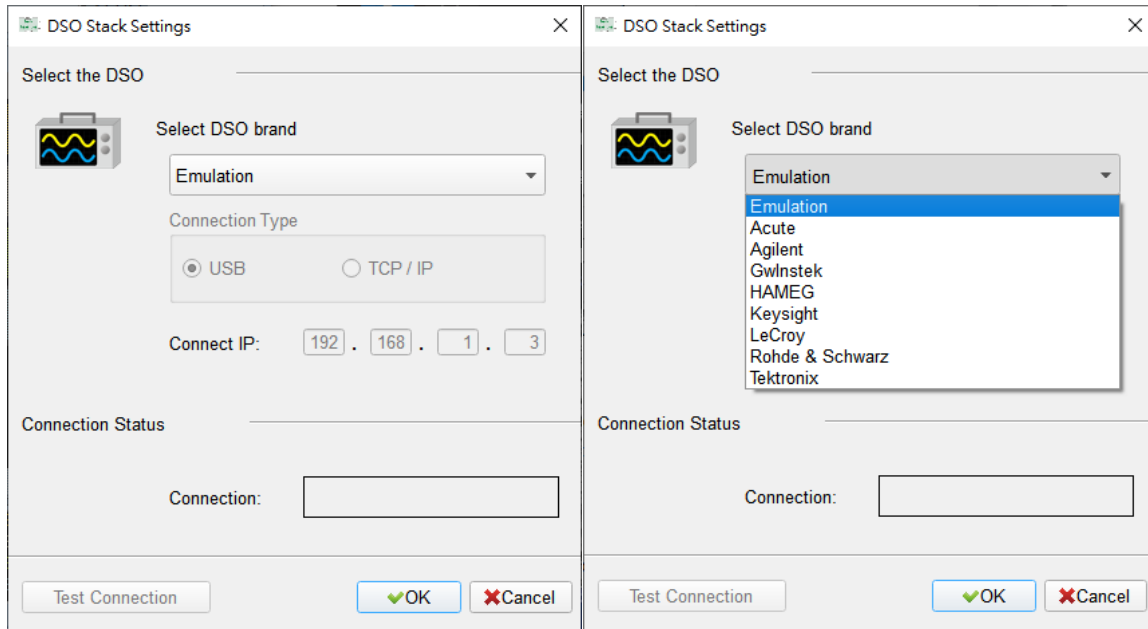 DSO Stack Settings
Select the DSO
Select DSO brand
Emulation
Connection Type
USB TCP / IP
Connect IP: 192 . 168 . 1 . 3
Connection Status
Connection:
Test Connection OK Cancel
DSO Stack Settings
Select the DSO
Select DSO brand
Emulation
Emulation
Acute
Agilent
GwInstek
HAMEG
Keysight
LeCroy
Rohde & Schwarz
Tektronix
Connection Status
Connection:
Test Connection OK Cancel